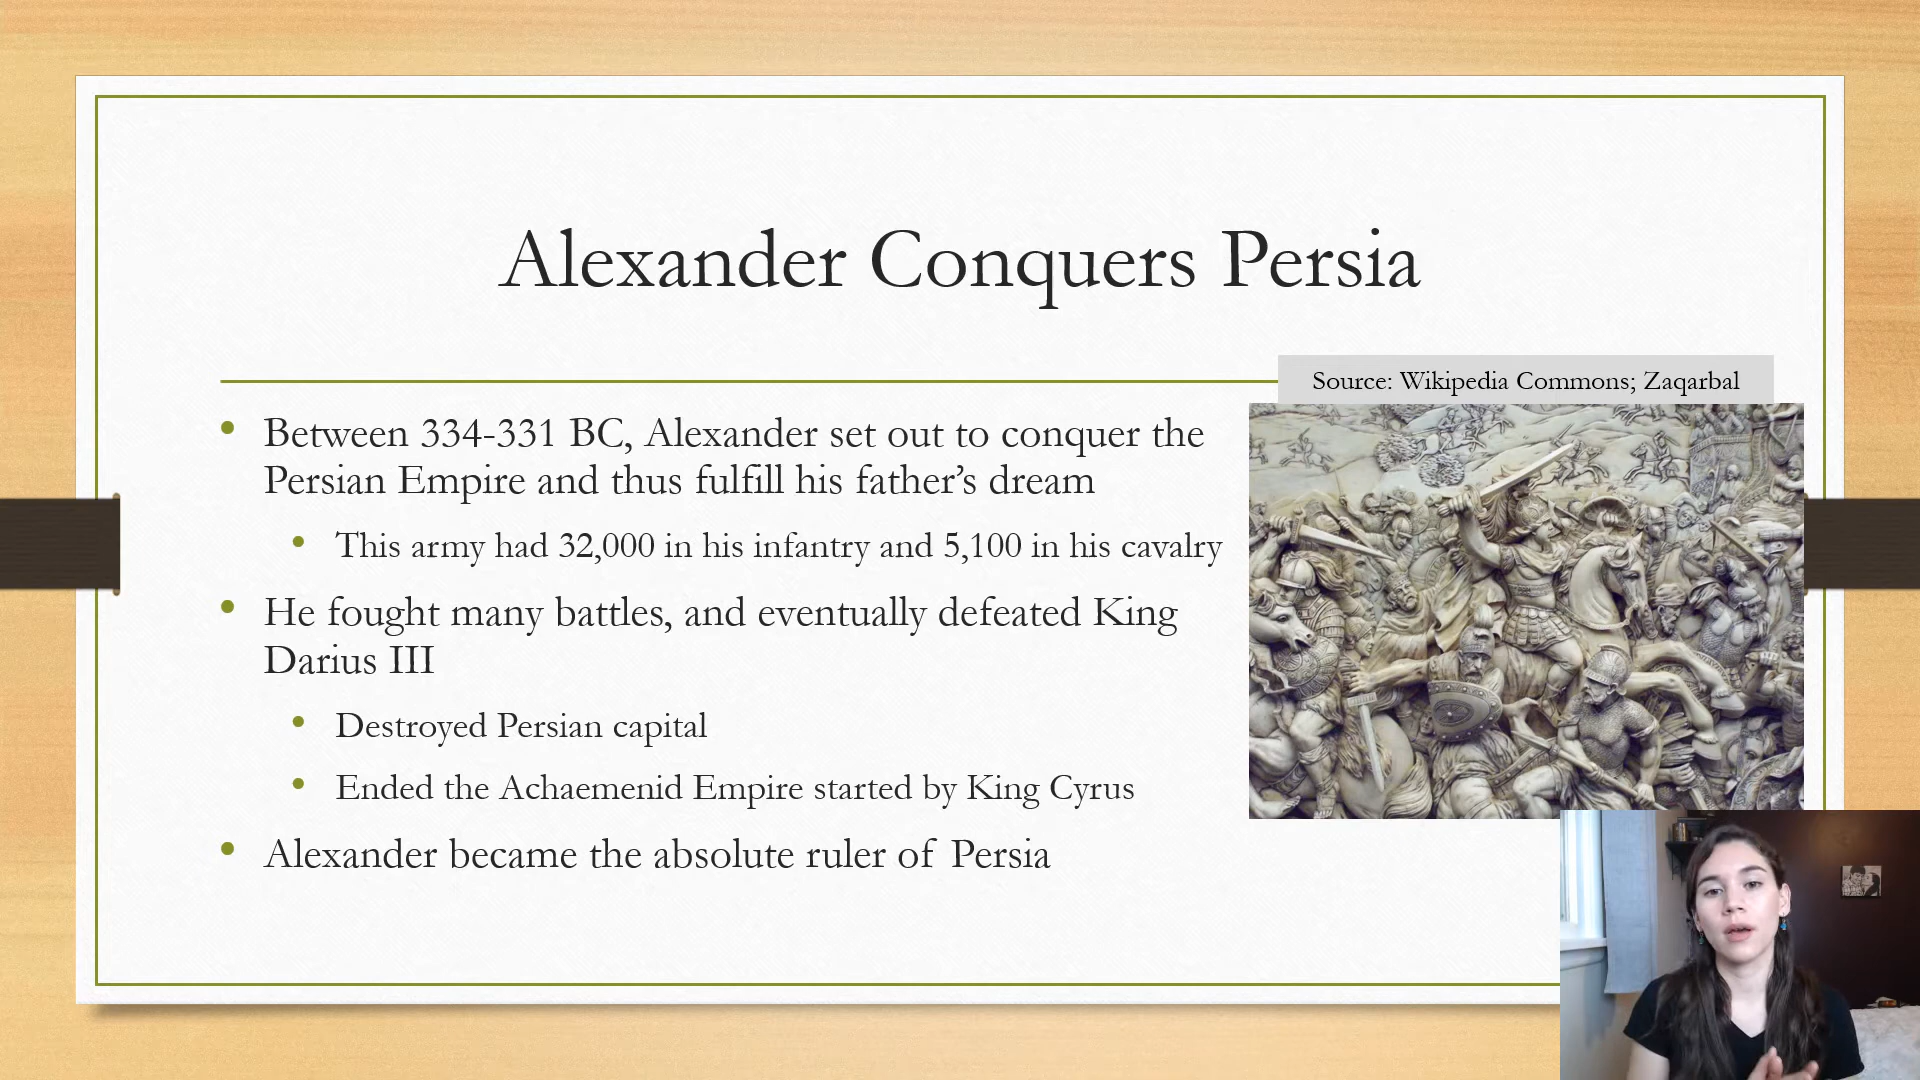 Alexander Conquers Persia
Source: Wikipedia Commons; Zaqarbal
Between 334-331 BC, Alexander set out to conquer the
Persian Empire and thus fulfill his father’s dream
This army had 32,000 in his infantry and 5,100 in his cavalry
He fought many battles, and eventually defeated King
Darius III
Destroyed Persian capital
Ended the Achaemenid Empire started by King Cyrus
Alexander became the absolute ruler of Persia